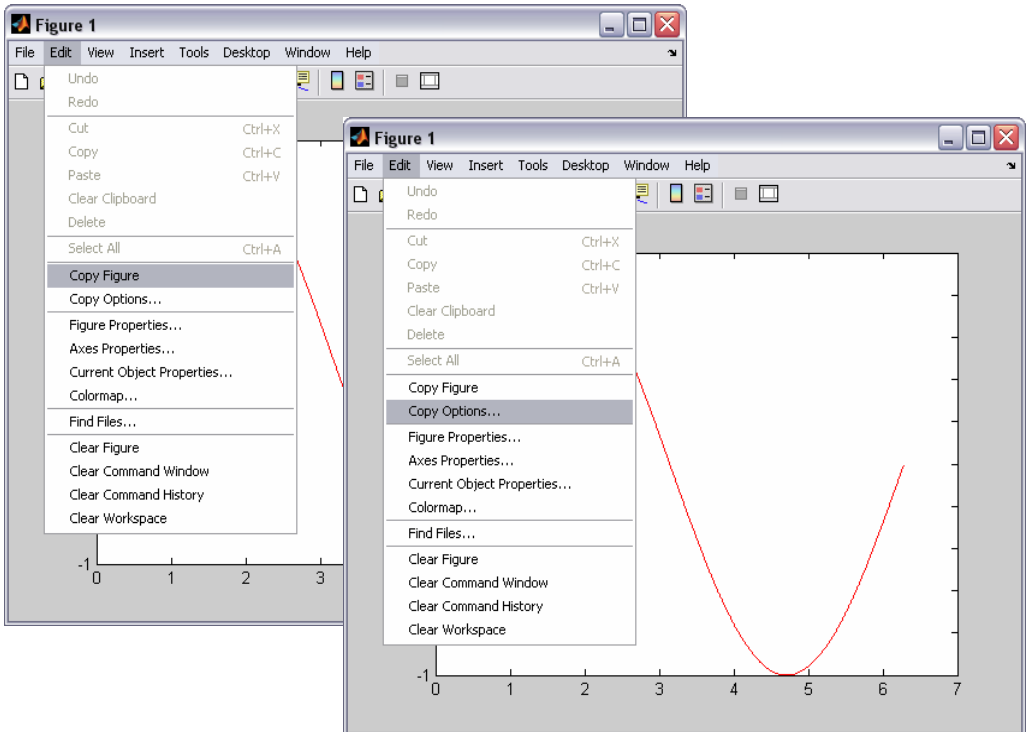 Figure 1
File Edit View Insert Tools Desktop Window Help
Undo
Redo
Cut Ctrl+X
Copy Ctrl+C
Paste Ctrl+V
Clear Clipboard
Delete
Select All Ctrl+A
Copy Figure
Copy Options...
Figure Properties...
Axes Properties...
Current Object Properties...
Colormap...
Find Files...
Clear Figure
Clear Command Window
Clear Command History
Clear Workspace
-1
0 1 2 3
Figure 1
File Edit View Insert Tools Desktop Window Help
Undo
Redo
Cut Ctrl+X
Copy Ctrl+C
Paste Ctrl+V
Clear Clipboard
Delete
Select All Ctrl+A
Copy Figure
Copy Options...
Figure Properties...
Axes Properties...
Current Object Properties...
Colormap...
Find Files...
Clear Figure
Clear Command Window
Clear Command History
Clear Workspace
-1
0 1 2 3 4 5 6 7